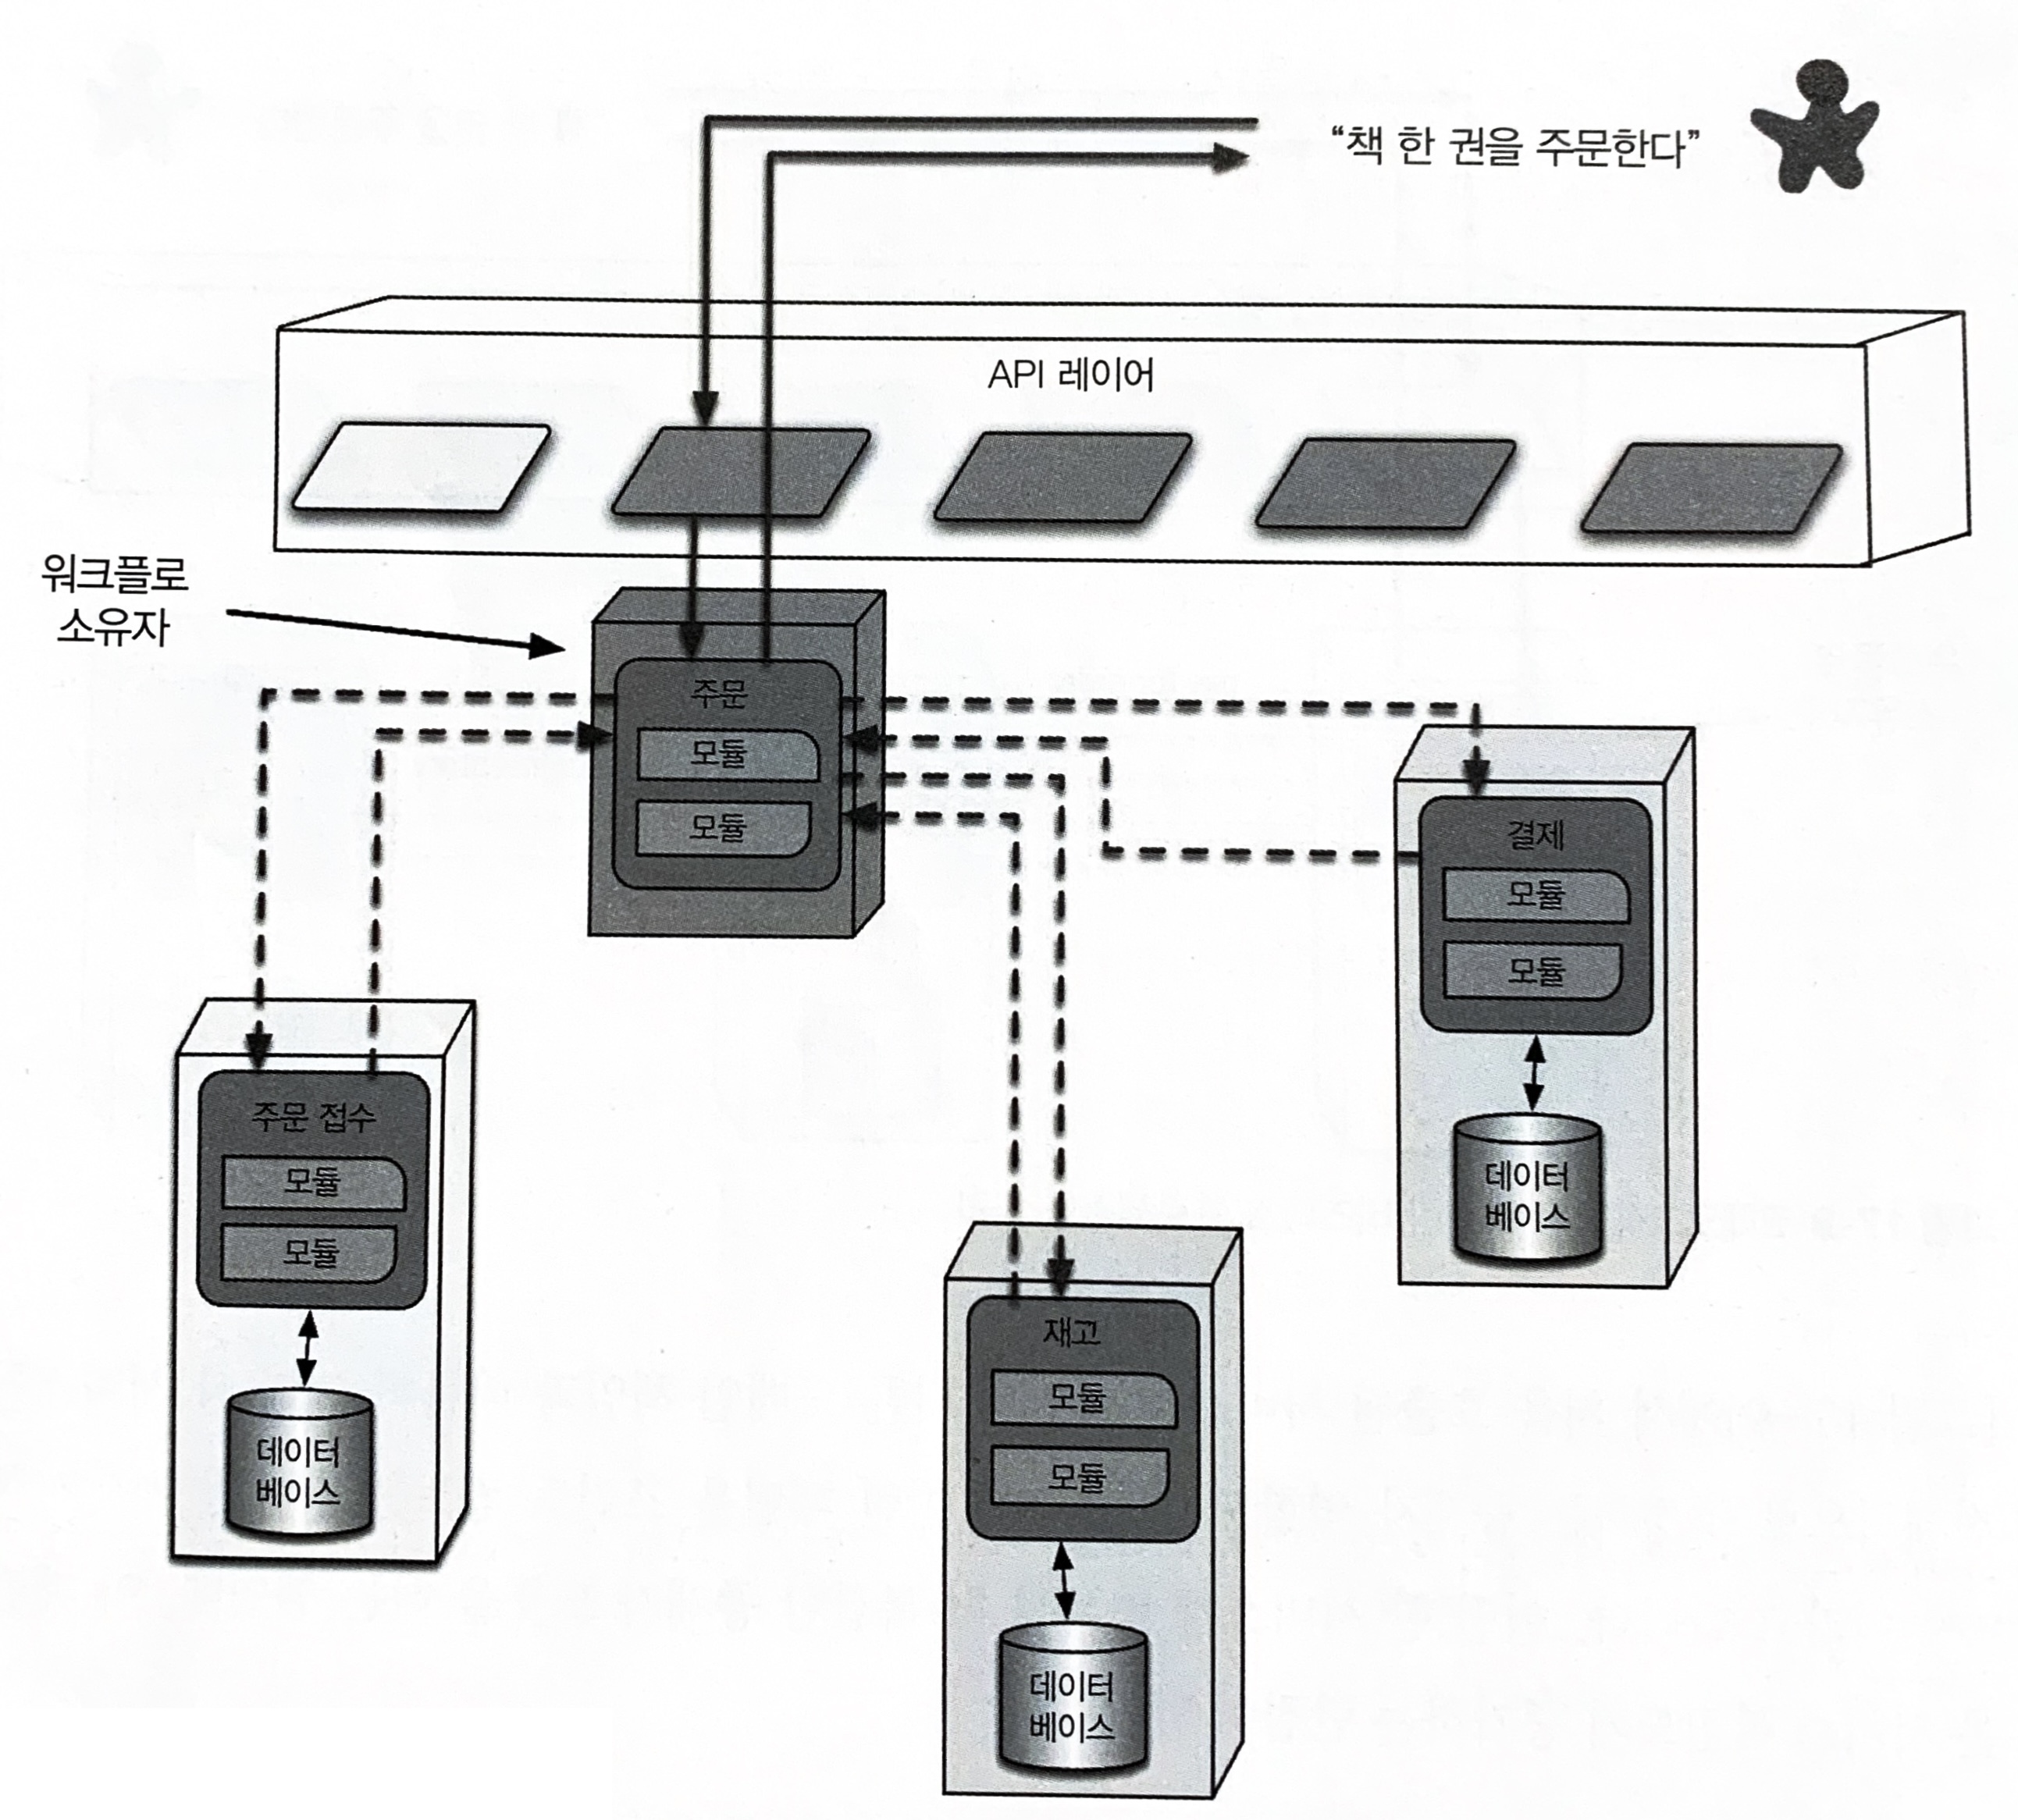 “책 한 권을 주문한다”
API 레이어
워크플로
소유자
주문
모듈
모듈
결제
모듈
모듈
데이터
베이스
주문 접수
모듈
모듈
데이터
베이스
재고
모듈
모듈
데이터
베이스